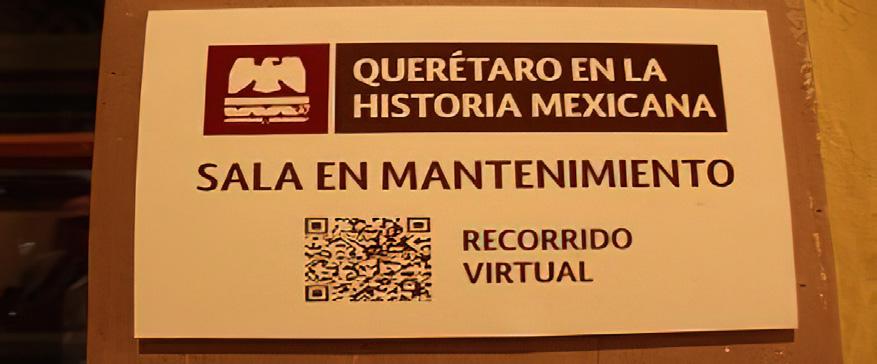 QUERÉTARO EN LA
HISTORIA MEXICANA
SALA EN MANTENIMIENTO
RECORRIDO
VIRTUAL